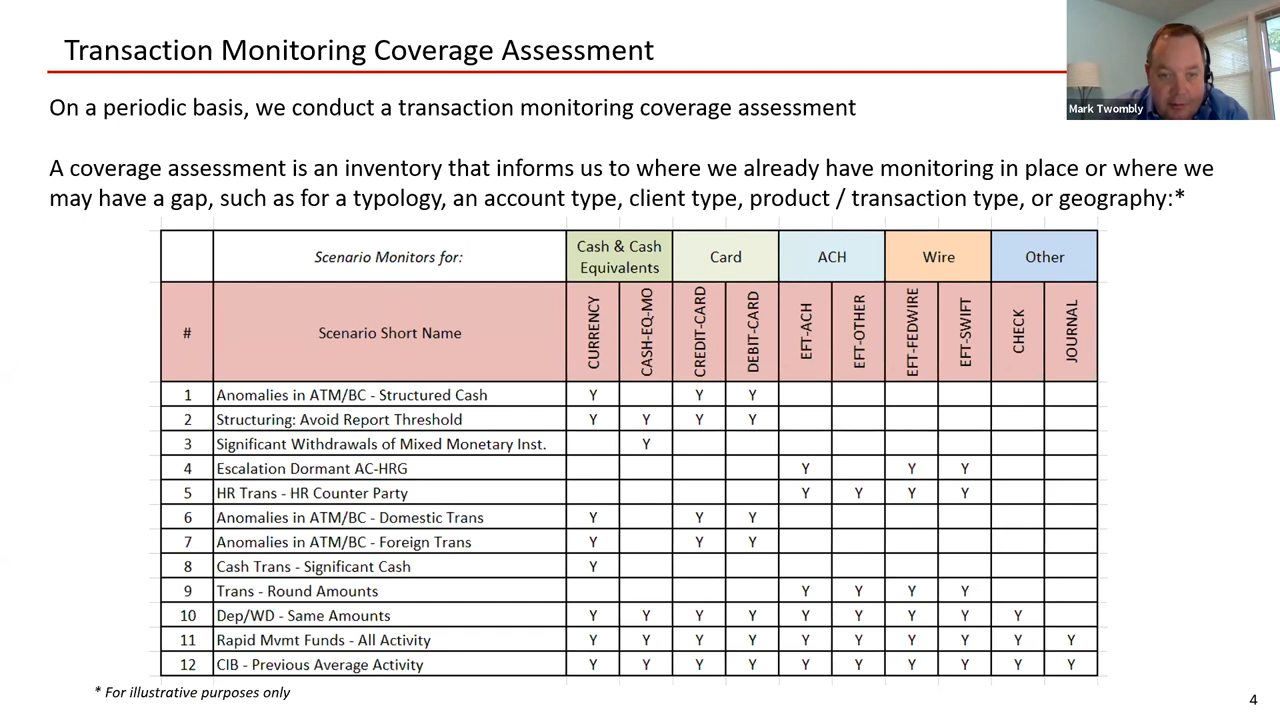 Transaction Monitoring Coverage Assessment
Mark Twombly
On a periodic basis, we conduct a transaction monitoring coverage assessment
A coverage assessment is an inventory that informs us to where we already have monitoring in place or where we
may have a gap, such as for a typology, an account type, client type, product / transaction type, or geography:*
Scenario Monitors for: Cash & Cash Equivalents Card ACH Wire Other
# Scenario Short Name CURRENCY CASH-EQ-MO CREDIT-CARD DEBIT-CARD EFT-ACH EFT-OTHER EFT-FEDWIRE EFT-SWIFT CHECK JOURNAL
1 Anomalies in ATM/BC - Structured Cash Y Y Y
2 Structuring: Avoid Report Threshold Y Y Y Y
3 Significant Withdrawals of Mixed Monetary Inst. Y
4 Escalation Dormant AC-HRG Y Y Y
5 HR Trans - HR Counter Party Y Y Y Y
6 Anomalies in ATM/BC - Domestic Trans Y Y Y
7 Anomalies in ATM/BC - Foreign Trans Y Y Y
8 Cash Trans - Significant Cash Y
9 Trans - Round Amounts Y Y Y Y
10 Dep/WD - Same Amounts Y Y Y Y Y Y Y Y Y
11 Rapid Mvmt Funds - All Activity Y Y Y Y Y Y Y Y Y Y
12 CIB - Previous Average Activity Y Y Y Y Y Y Y Y Y Y
* For illustrative purposes only
4